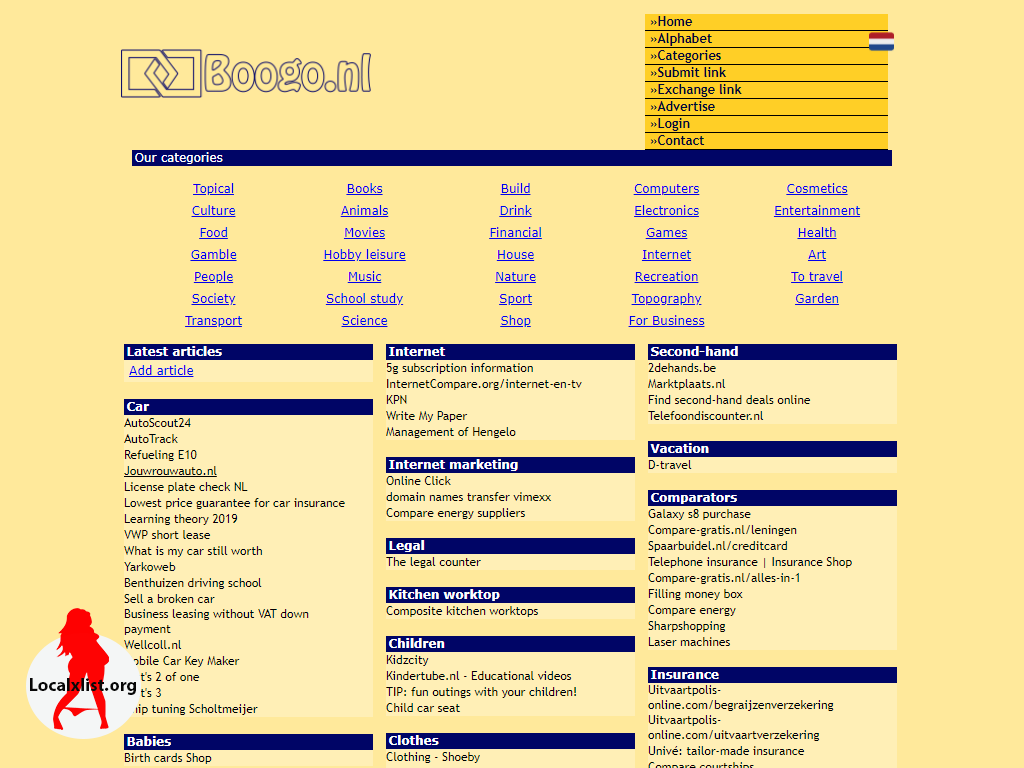 Boogo.nl
»Home
»Alphabet
»Categories
»Submit link
»Exchange link
»Advertise
»Login
»Contact
Our categories
Topical Books Build Computers Cosmetics
Culture Animals Drink Electronics Entertainment
Food Movies Financial Games Health
Gamble Hobby leisure House Internet Art
People Music Nature Recreation To travel
Society School study Sport Topography Garden
Transport Science Shop For Business
Latest articles
Add article
Car
AutoScout24
AutoTrack
Refueling E10
Jouwrouwauto.nl
License plate check NL
Lowest price guarantee for car insurance
Learning theory 2019
VWP short lease
What is my car still worth
Yarkoweb
Benthuizen driving school
Sell a broken car
Business leasing without VAT down
payment
Wellcoll.nl
Car Key Maker
2 of one
3
tuning Scholtmeijer
Babies
Birth cards Shop
Internet
5g subscription information
InternetCompare.org/internet-en-tv
KPN
Write My Paper
Management of Hengelo
Internet marketing
Online Click
domain names transfer vimexx
Compare energy suppliers
Legal
The legal counter
Kitchen worktop
Composite kitchen worktops
Children
Kidzcity
Kindertube.nl - Educational videos
TIP: fun outings with your children!
Child car seat
Clothes
Clothing - Shoeby
Second-hand
2dehands.be
Marktplaats.nl
Find second-hand deals online
Telefoondiscounter.nl
Vacation
D-travel
Comparators
Galaxy s8 purchase
Compare-gratis.nl/leningen
Spaarbuidel.nl/creditcard
Telephone insurance | Insurance Shop
Compare-gratis.nl/alles-in-1
Filling money box
Compare energy
Sharpshopping
Laser machines
Insurance
Uitvaartpolis-
online.com/begraijzenverzekering
Uitvaartpolis-
online.com/uitvaartverzekering
Univé: tailor-made insurance
Compare courtships
Localxlist.org